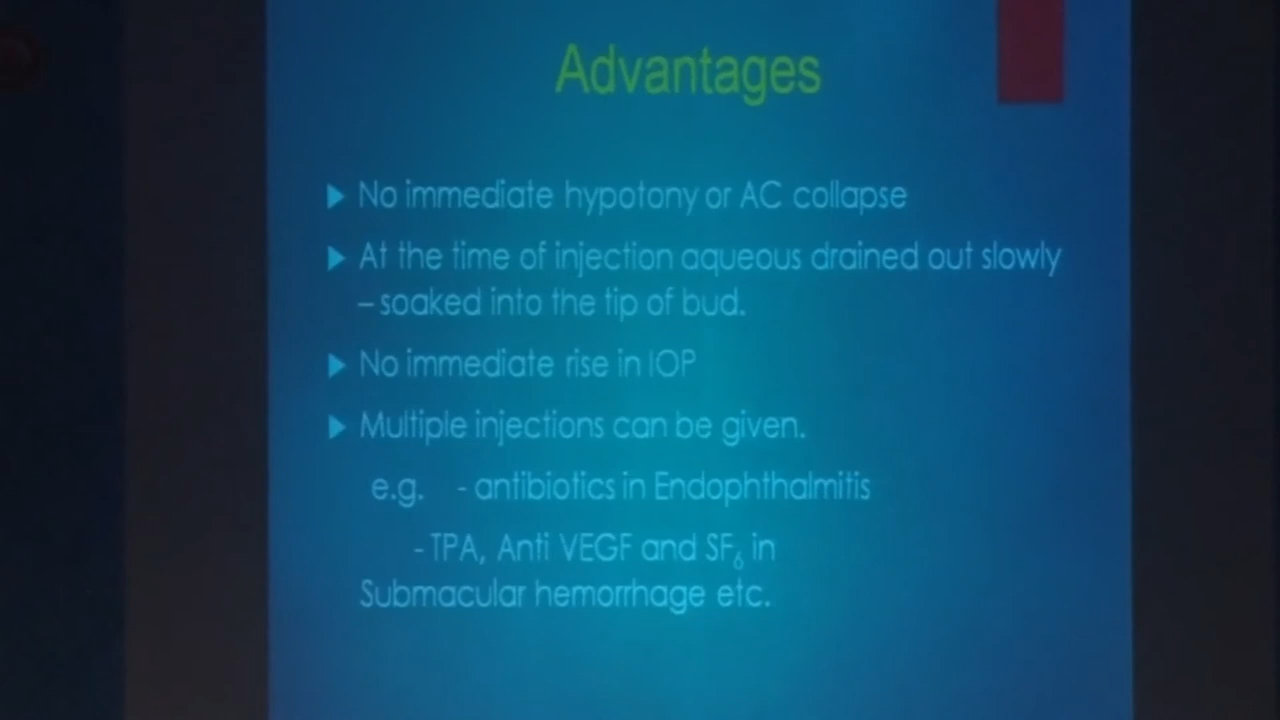 Advantages
No immediate hypotony or AC collapse
At the time of injection aqueous drained out slowly
– soaked into the tip of bud.
No immediate rise in IOP
Multiple injections can be given.
e.g. - antibiotics in Endophthalmitis
- TPA, Anti VEGF and SF₆ in
Submacular hemorrhage etc.